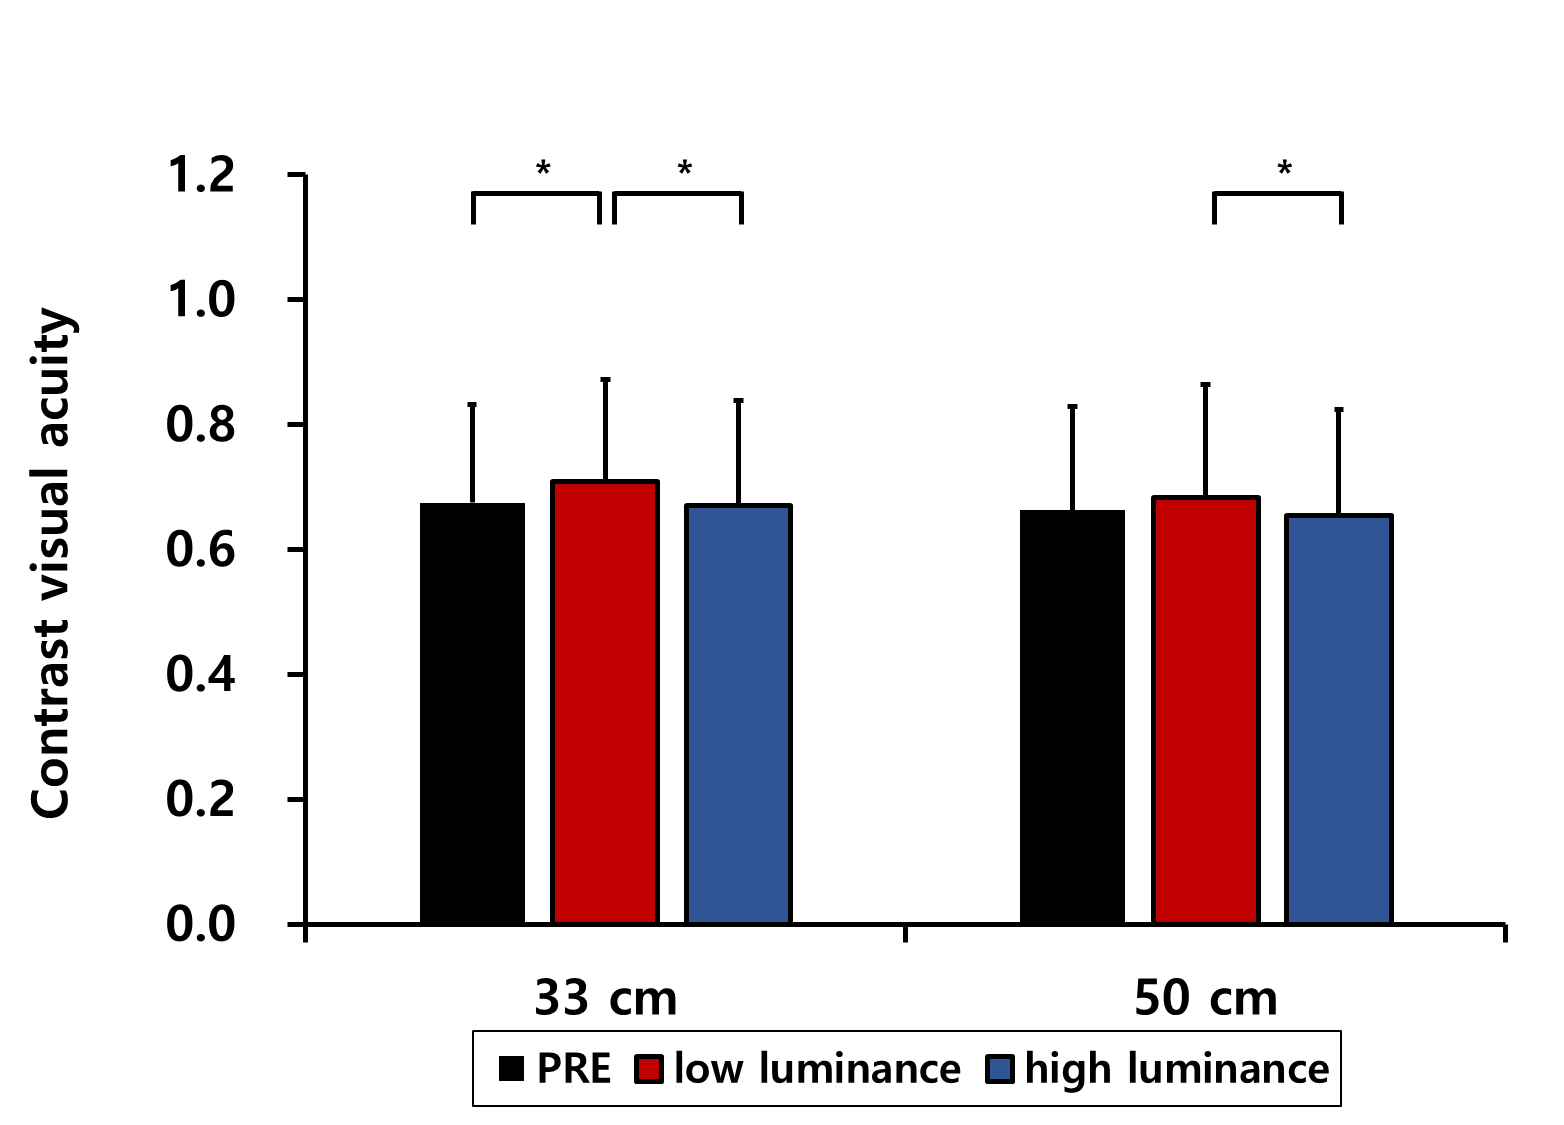 * * *
1.2
1.0
0.8
0.6
0.4
0.2
0.0
Contrast visual acuity
33 cm 50 cm
PRE low luminance high luminance